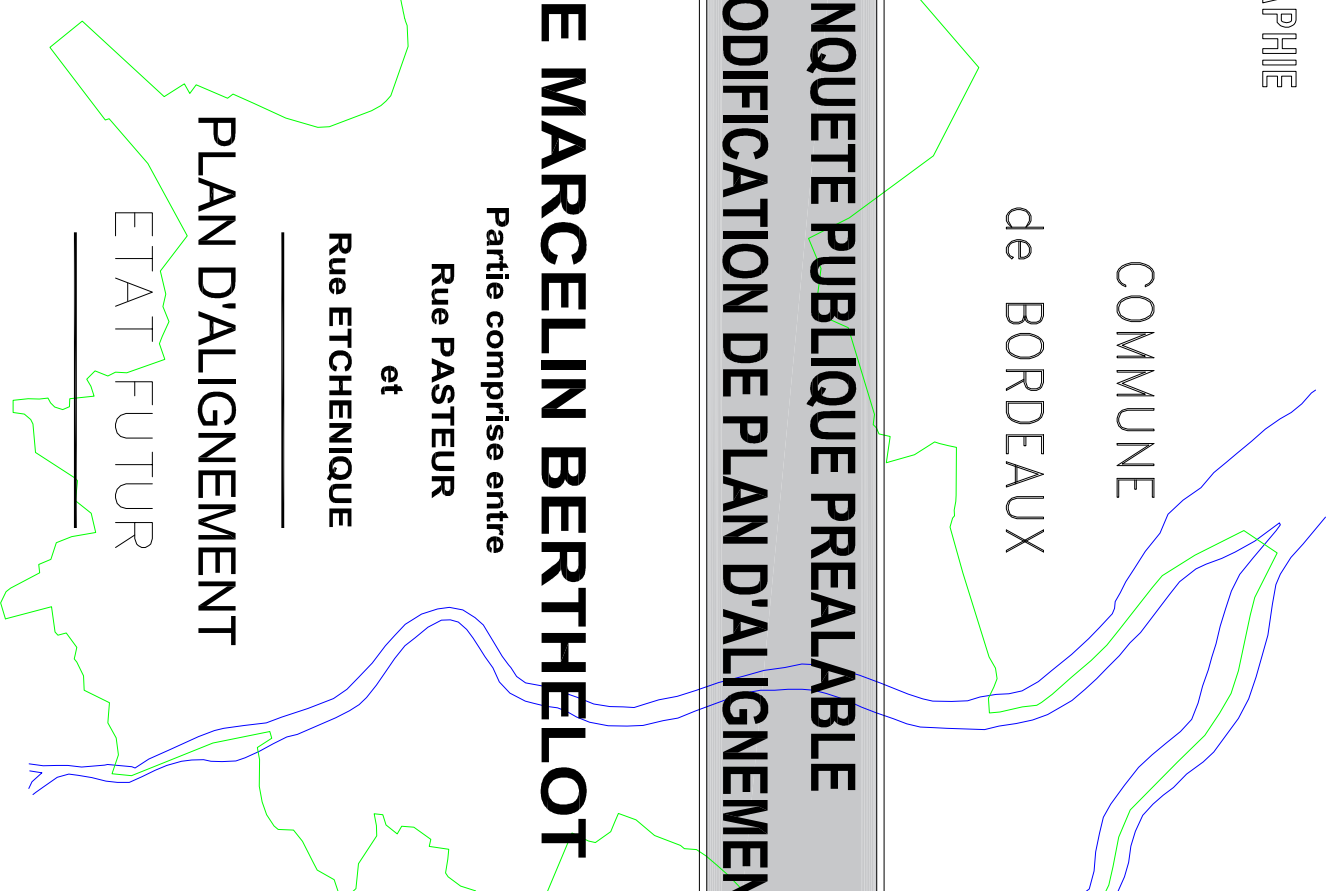 APHIE
COMMUNE
de BORDEAUX
NQUETE PUBLIQUE PREALABLE
ODIFICATION DE PLAN D'ALIGNEMEN
E MARCELIN BERTHELOT
Partie comprise entre
Rue PASTEUR
et
Rue ETCHENIQUE
PLAN D'ALIGNEMENT
ETAT FUTUR